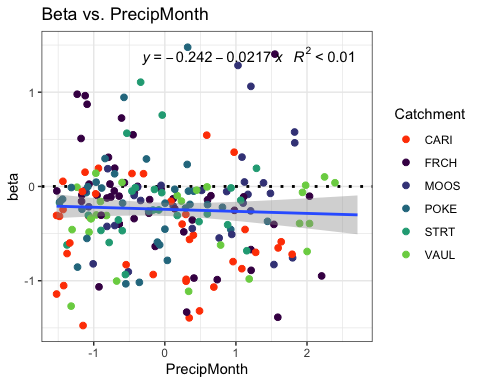 Beta vs. PrecipMonth
y = −0.242 − 0.0217 x R² < 0.01
1
0
-1
beta
-1
0
1
2
PrecipMonth
Catchment
CARI
FRCH
MOOS
POKE
STRT
VAUL